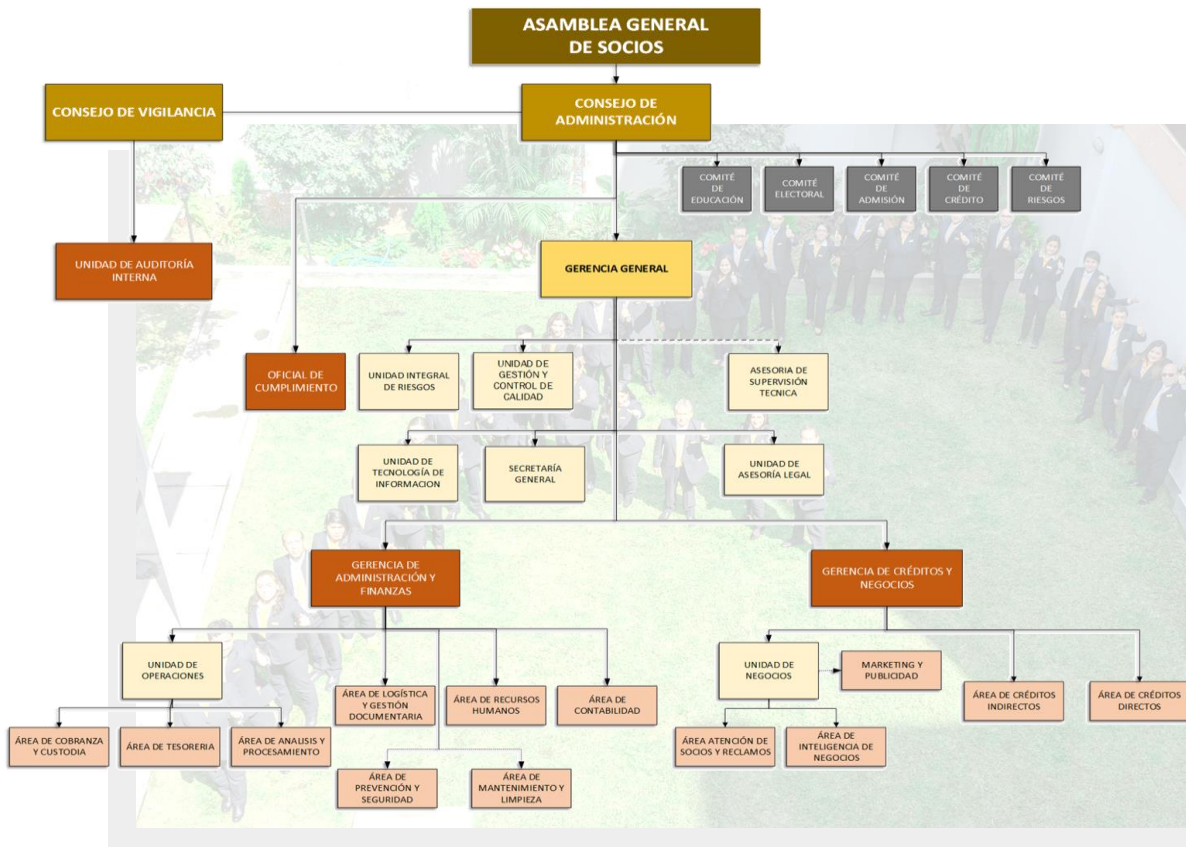 ASAMBLEA GENERAL
DE SOCIOS
CONSEJO DE VIGILANCIA
CONSEJO DE
ADMINISTRACIÓN
COMITÉ
DE
EDUCACIÓN
COMITÉ
ELECTORAL
COMITÉ
DE
ADMISIÓN
COMITÉ
DE
CRÉDITO
COMITÉ
DE
RIESGOS
UNIDAD DE AUDITORÍA
INTERNA
GERENCIA GENERAL
OFICIAL DE
CUMPLIMIENTO
UNIDAD INTEGRAL
DE RIESGOS
UNIDAD DE
GESTIÓN Y
CONTROL DE
CALIDAD
ASESORIA DE
SUPERVISIÓN
TECNICA
UNIDAD DE
TECNOLOGÍA DE
INFORMACION
SECRETARÍA
GENERAL
UNIDAD DE
ASESORÍA LEGAL
GERENCIA DE
ADMINISTRACIÓN Y
FINANZAS
GERENCIA DE CRÉDITOS Y
NEGOCIOS
UNIDAD DE
OPERACIONES
ÁREA DE LOGÍSTICA
Y GESTIÓN
DOCUMENTARIA
ÁREA DE RECURSOS
HUMANOS
ÁREA DE
CONTABILIDAD
UNIDAD DE
NEGOCIOS
MARKETING Y
PUBLICIDAD
ÁREA DE CRÉDITOS
INDIRECTOS
ÁREA DE CRÉDITOS
DIRECTOS
ÁREA DE COBRANZA
Y CUSTODIA
ÁREA DE TESORERIA
ÁREA DE ANALISIS Y
PROCESAMIENTO
ÁREA ATENCIÓN DE
SOCIOS Y RECLAMOS
ÁREA DE
INTELIGENCIA DE
NEGOCIOS
ÁREA DE
PREVENCIÓN Y
SEGURIDAD
ÁREA DE
MANTENIMIENTO Y
LIMPIEZA